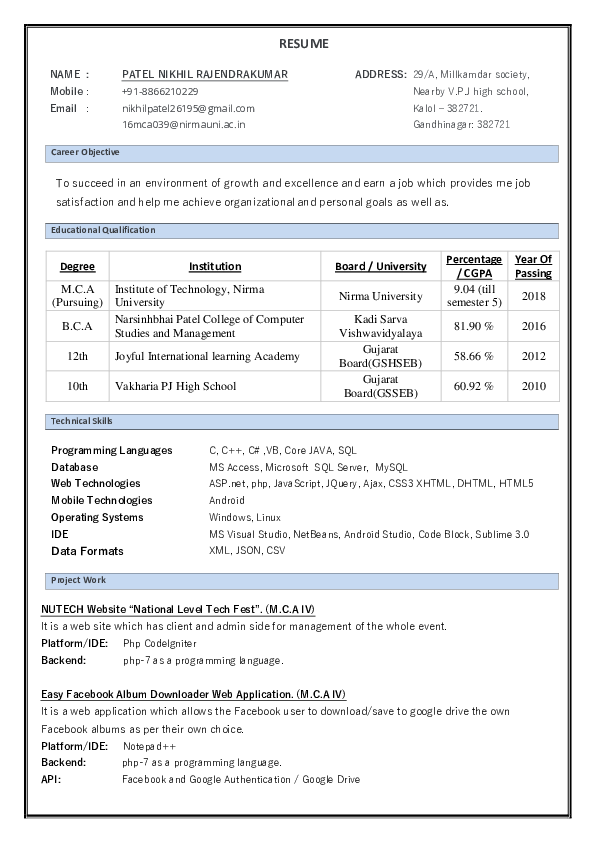 RESUME
NAME : PATEL NIKHIL RAJENDRAKUMAR ADDRESS: 29/A, Millkamdar society,
Mobile : +91-8866210229 Nearby V.P.J high school,
Email : nikhilpatel26195@gmail.com Kalol – 382721.
16mca039@nirmauni.ac.in Gandhinagar: 382721
Career Objective
To succeed in an environment of growth and excellence and earn a job which provides me job
satisfaction and help me achieve organizational and personal goals as well as.
Educational Qualification
Degree Institution Board / University Percentage / CGPA Year Of Passing
M.C.A (Pursuing) Institute of Technology, Nirma University Nirma University 9.04 (till semester 5) 2018
B.C.A Narsinhbhai Patel College of Computer Studies and Management Kadi Sarva Vishwavidyalaya 81.90 % 2016
12th Joyful International learning Academy Gujarat Board(GSHSEB) 58.66 % 2012
10th Vakharia PJ High School Gujarat Board(GSSEB) 60.92 % 2010
Technical Skills
Programming Languages C, C++, C# ,VB, Core JAVA, SQL
Database MS Access, Microsoft SQL Server, MySQL
Web Technologies ASP.net, php, JavaScript, JQuery, Ajax, CSS3 XHTML, DHTML, HTML5
Mobile Technologies Android
Operating Systems Windows, Linux
IDE MS Visual Studio, NetBeans, Android Studio, Code Block, Sublime 3.0
Data Formats XML, JSON, CSV
Project Work
NUTECH Website “National Level Tech Fest”. (M.C.A IV)
It is a web site which has client and admin side for management of the whole event.
Platform/IDE: Php CodeIgniter
Backend: php-7 as a programming language.
Easy Facebook Album Downloader Web Application. (M.C.A IV)
It is a web application which allows the Facebook user to download/save to google drive the own
Facebook albums as per their own choice.
Platform/IDE: Notepad++
Backend: php-7 as a programming language.
API: Facebook and Google Authentication / Google Drive